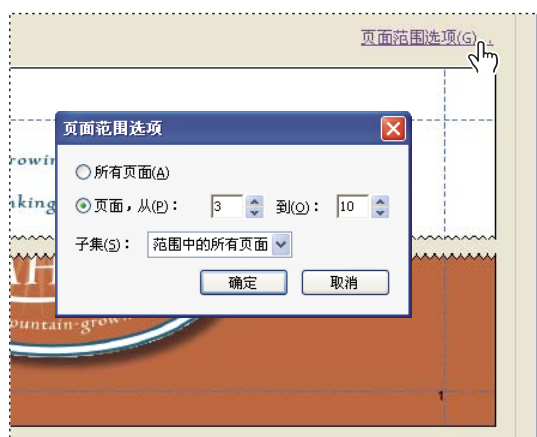 页面范围选项(G)...
页面范围选项
所有页面(A)
页面，从(P)： 3 到(O)： 10
子集(S)： 范围中的所有页面
确定 取消
ountain-grow
1